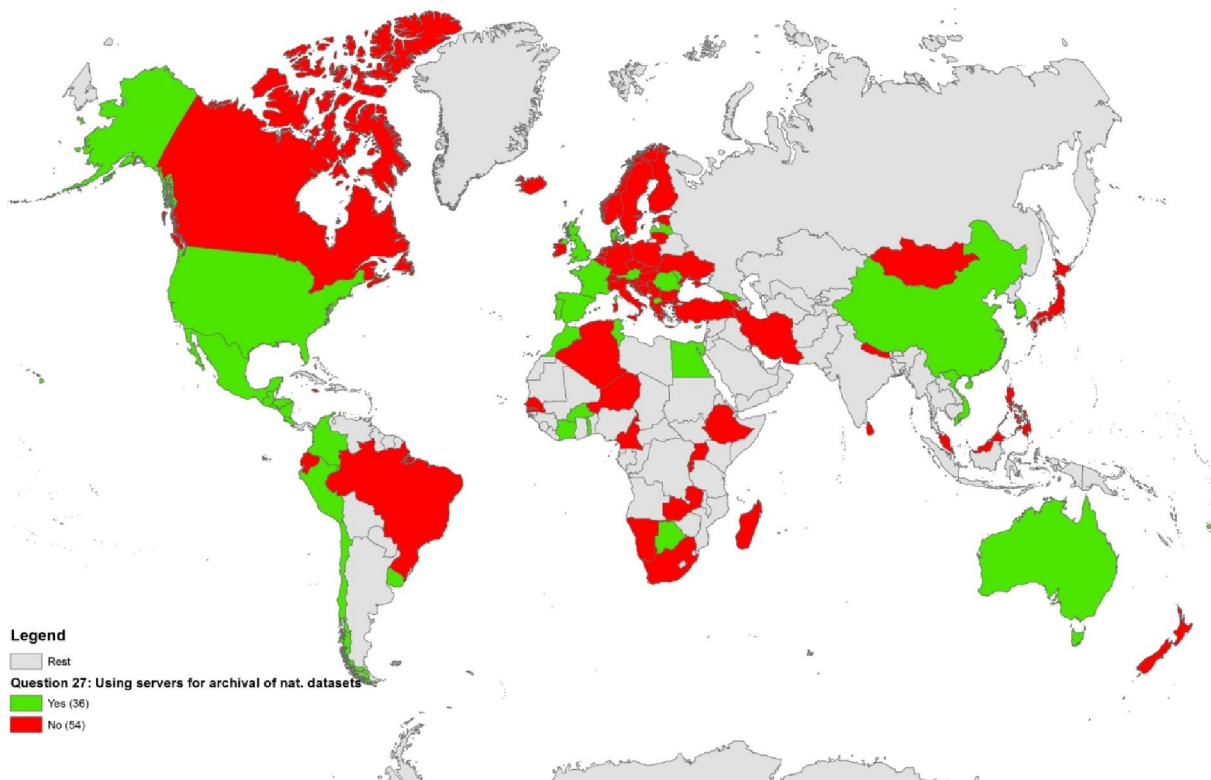 Legend
Rest
Question 27: Using servers for archival of nat. datasets
Yes (36)
No (54)